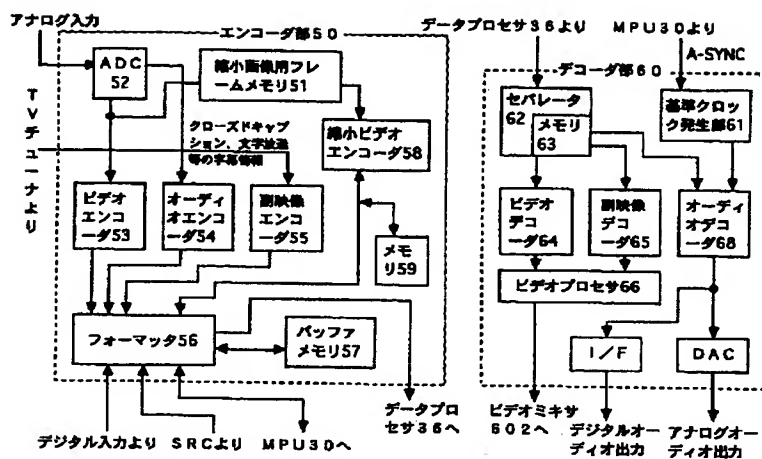 アナログ入力
エンコーダ部50
ADC
52
縮小画像用フレ
ームメモリ51
TVチューナより
クローズドキャプ
ション、文字放送
等の字幕情報
縮小ビデオ
エンコーダ58
ビデオ
エンコ
ーダ53
オーディ
オエンコ
ーダ54
副映像
エンコ
ーダ55
メモ
リ59
フォーマッタ56
バッファ
メモリ57
デジタル入力より
SRCより
MPU30へ
データプロ
セサ36へ
データプロセサ36より
MPU30より
A-SYNC
デコーダ部60
セパレータ
62
メモリ
63
基準クロッ
ク発生部61
ビデオ
デコ
ーダ64
副映像
デコ
ーダ65
オーディ
オデコ
ーダ68
ビデオプロセサ66
I/F
DAC
ビデオミキサ
602へ
デジタルオー
ディオ出力
アナログオー
ディオ出力